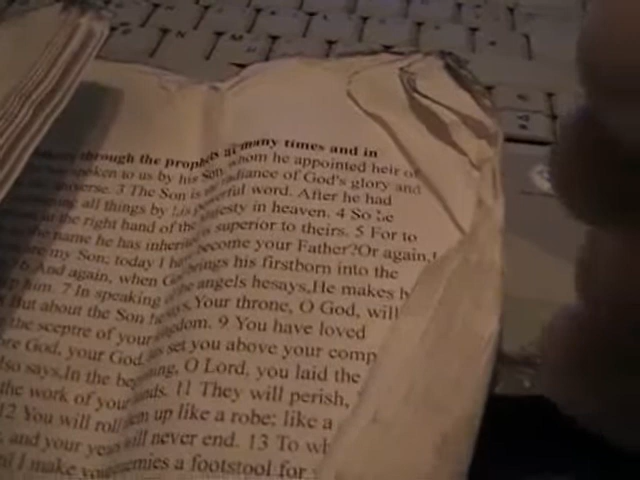 through the prophets at many times and in
spoken to us by his Son, whom he appointed heir of
universe. 3 The Son is the radiance of God's glory and
all things by his powerful word. After he had
at the right hand of the majesty in heaven. 4 So he
the name he has inherited is superior to theirs. 5 For to
my Son; today I have become your Father?Or again,
6 And again, when God brings his firstborn into the
him. 7 In speaking of the angels hesays,He makes
But about the Son he says,Your throne, O God, will
the sceptre of your kingdom. 9 You have loved
God, your God, has set you above your comp
also says,In the beginning, O Lord, you laid the
the work of your hands. 11 They will perish,
12 You will roll them up like a robe; like a
and your years will never end. 13 To wh
I make your enemies a footstool for